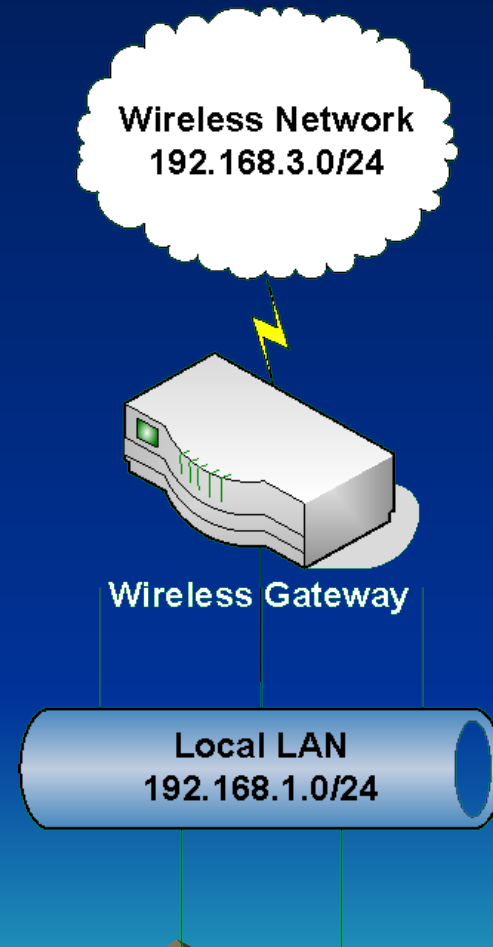 Wireless Network
192.168.3.0/24
Wireless Gateway
Local LAN
192.168.1.0/24